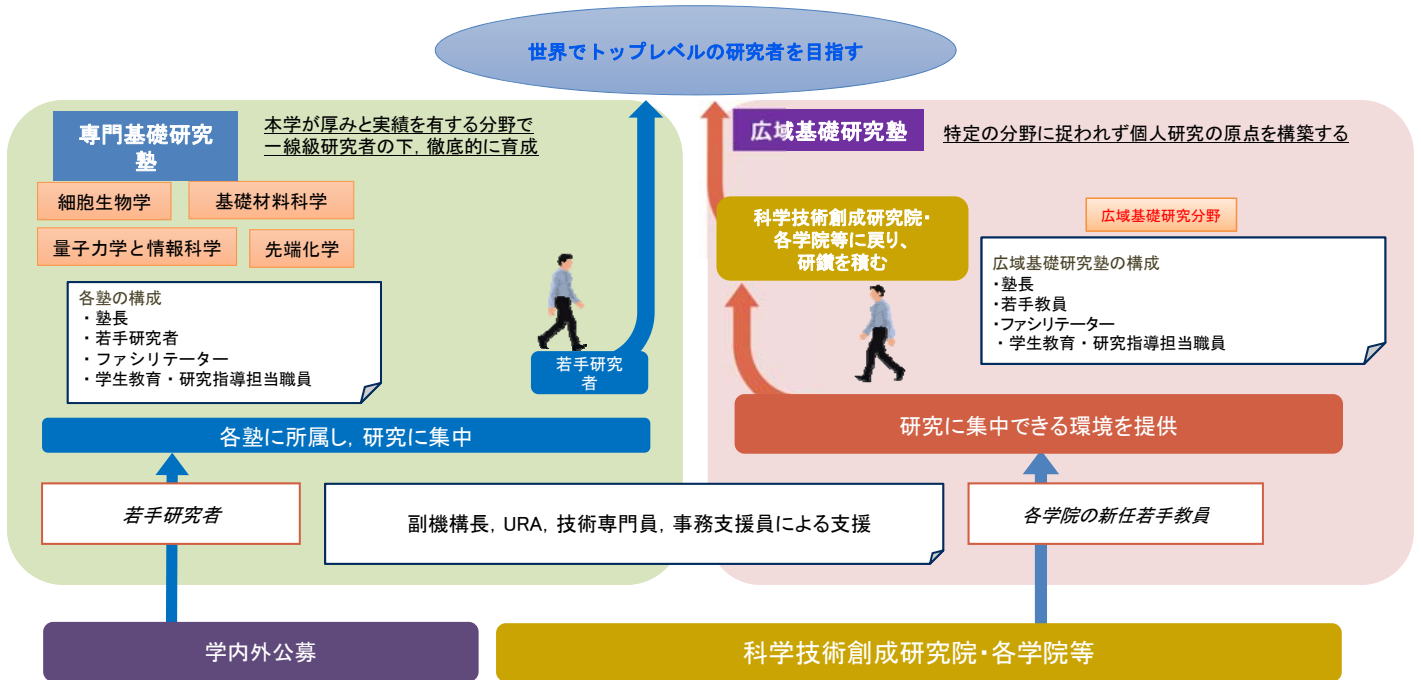 世界でトップレベルの研究者を目指す
専門基礎研究
塾
本学が厚みと実績を有する分野で
一線級研究者の下，徹底的に育成
細胞生物学
基礎材料科学
量子力学と情報科学
先端化学
各塾の構成
・塾長
・若手研究者
・ファシリテーター
・学生教育・研究指導担当職員
若手研究
者
各塾に所属し，研究に集中
若手研究者
広域基礎研究塾
特定の分野に捉われず個人研究の原点を構築する
科学技術創成研究院・
各学院等に戻り、
研鑽を積む
広域基礎研究分野
広域基礎研究塾の構成
・塾長
・若手教員
・ファシリテーター
・学生教育・研究指導担当職員
研究に集中できる環境を提供
各学院の新任若手教員
副機構長，URA，技術専門員，事務支援員による支援
学内外公募
科学技術創成研究院・各学院等